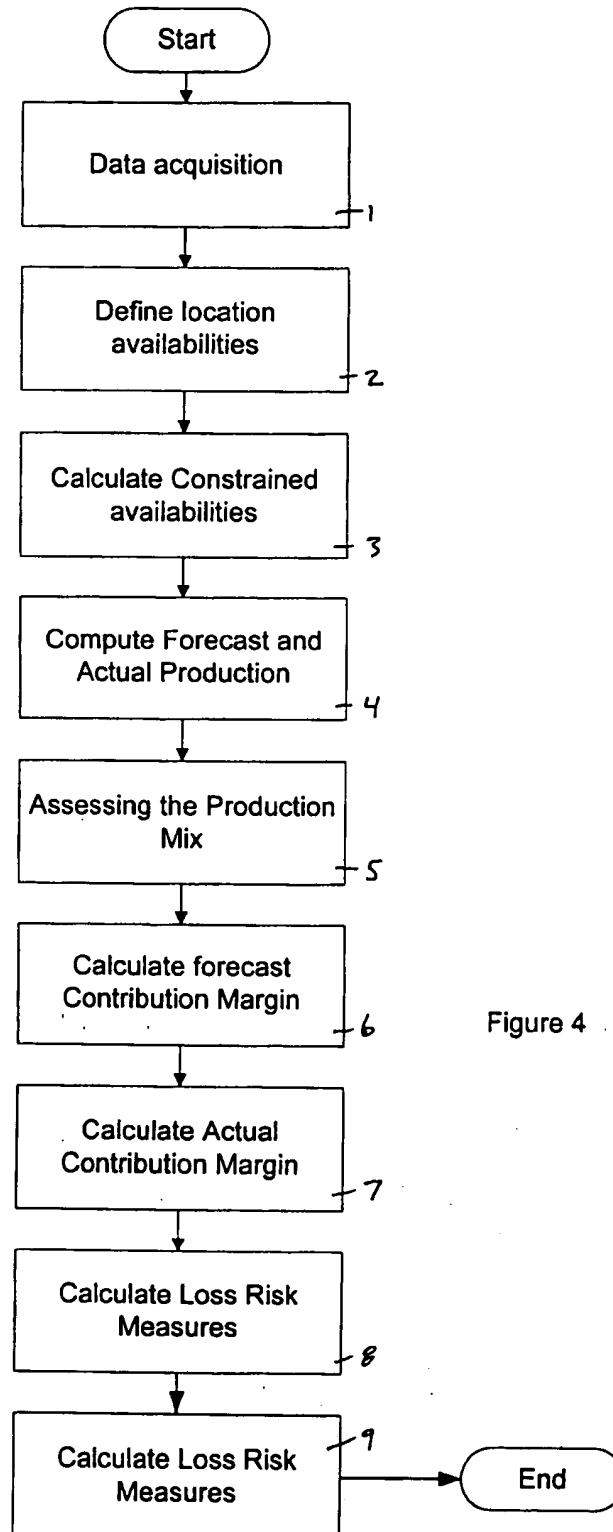 Start
Data acquisition
1
Define location
availabilities
2
Calculate Constrained
availabilities
3
Compute Forecast and
Actual Production
4
Assessing the Production
Mix
5
Calculate forecast
Contribution Margin
6
Figure 4
Calculate Actual
Contribution Margin
7
Calculate Loss Risk
Measures
8
9
Calculate Loss Risk
Measures
End